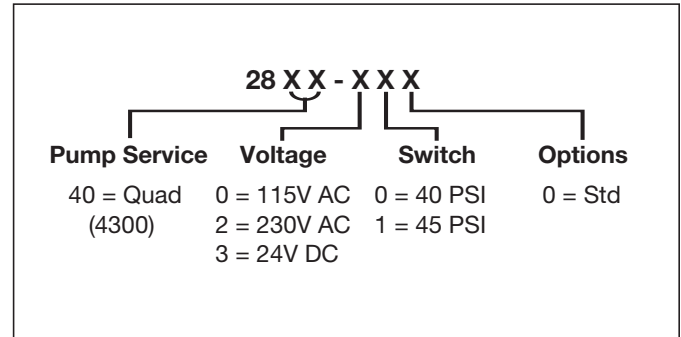 28 X X - X X X
Pump Service Voltage Switch Options
40 = Quad 0 = 115V AC 0 = 40 PSI 0 = Std
(4300) 2 = 230V AC 1 = 45 PSI
3 = 24V DC